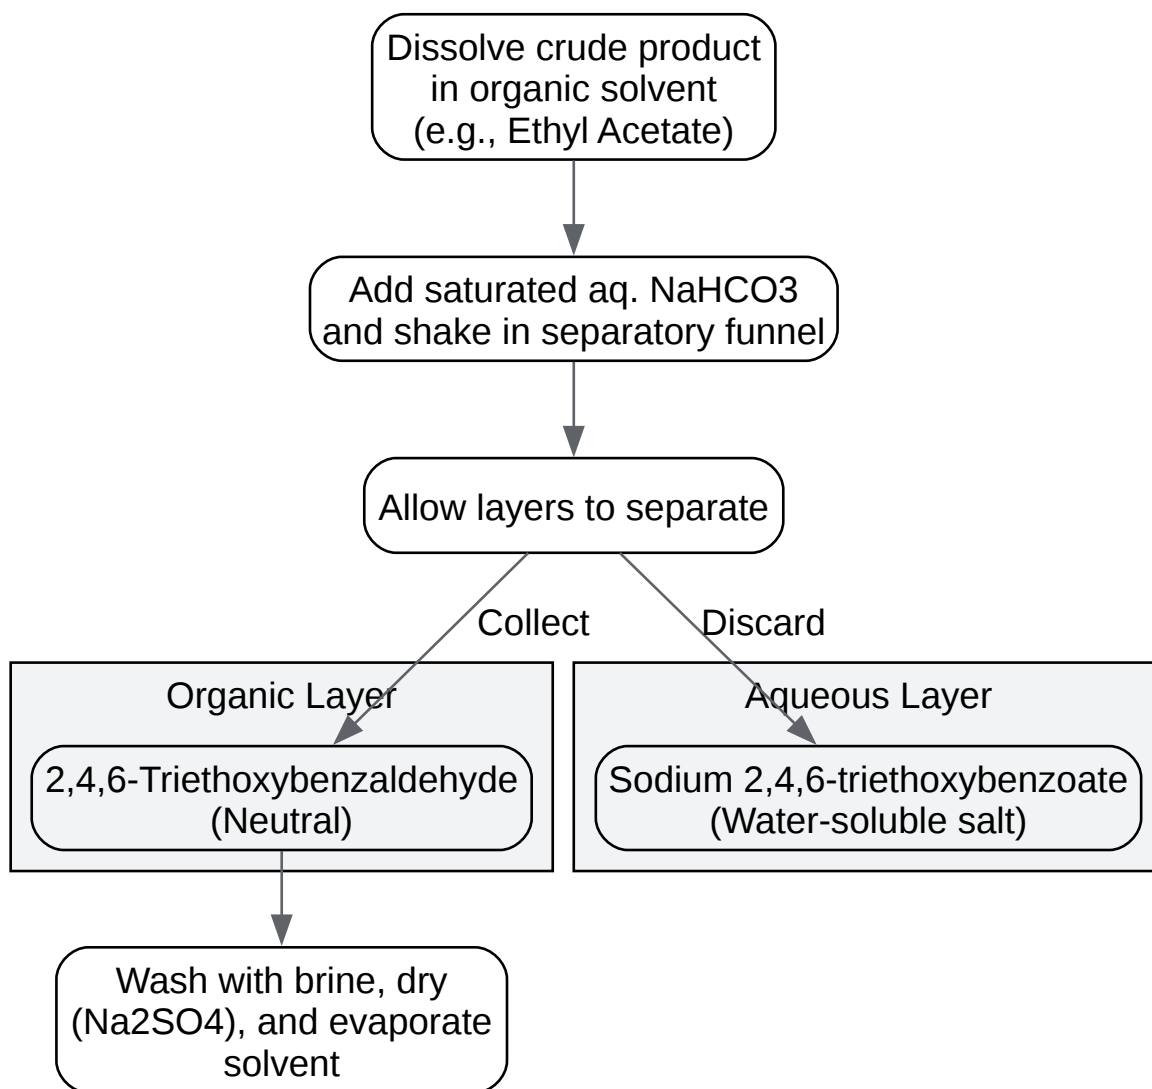 Dissolve crude product
in organic solvent
(e.g., Ethyl Acetate)
Add saturated aq. NaHCO3
and shake in separatory funnel
Allow layers to separate
Collect
Discard
Organic Layer
Aqueous Layer
2,4,6-Triethoxybenzaldehyde
(Neutral)
Sodium 2,4,6-triethoxybenzoate
(Water-soluble salt)
Wash with brine, dry
(Na2SO4), and evaporate
solvent